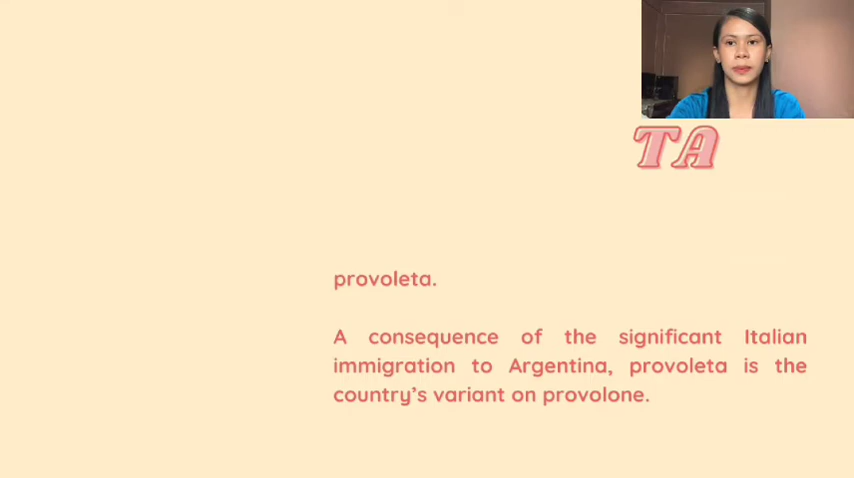 TA
provoleta.
A consequence of the significant Italian
immigration to Argentina, provoleta is the
country's variant on provolone.